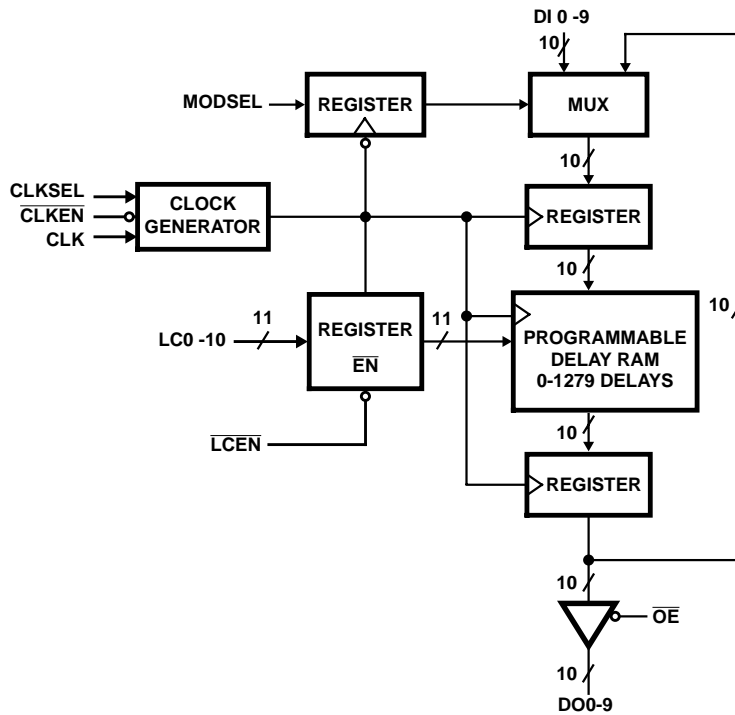 DI 0 -9
10
MODSEL
REGISTER
MUX
10
CLKSEL
CLKEN
CLK
CLOCK
GENERATOR
REGISTER
10
LC0 -10
11
REGISTER
EN
11
PROGRAMMABLE
DELAY RAM
0-1279 DELAYS
10
10
LCEN
REGISTER
10
OE
10
DO0-9